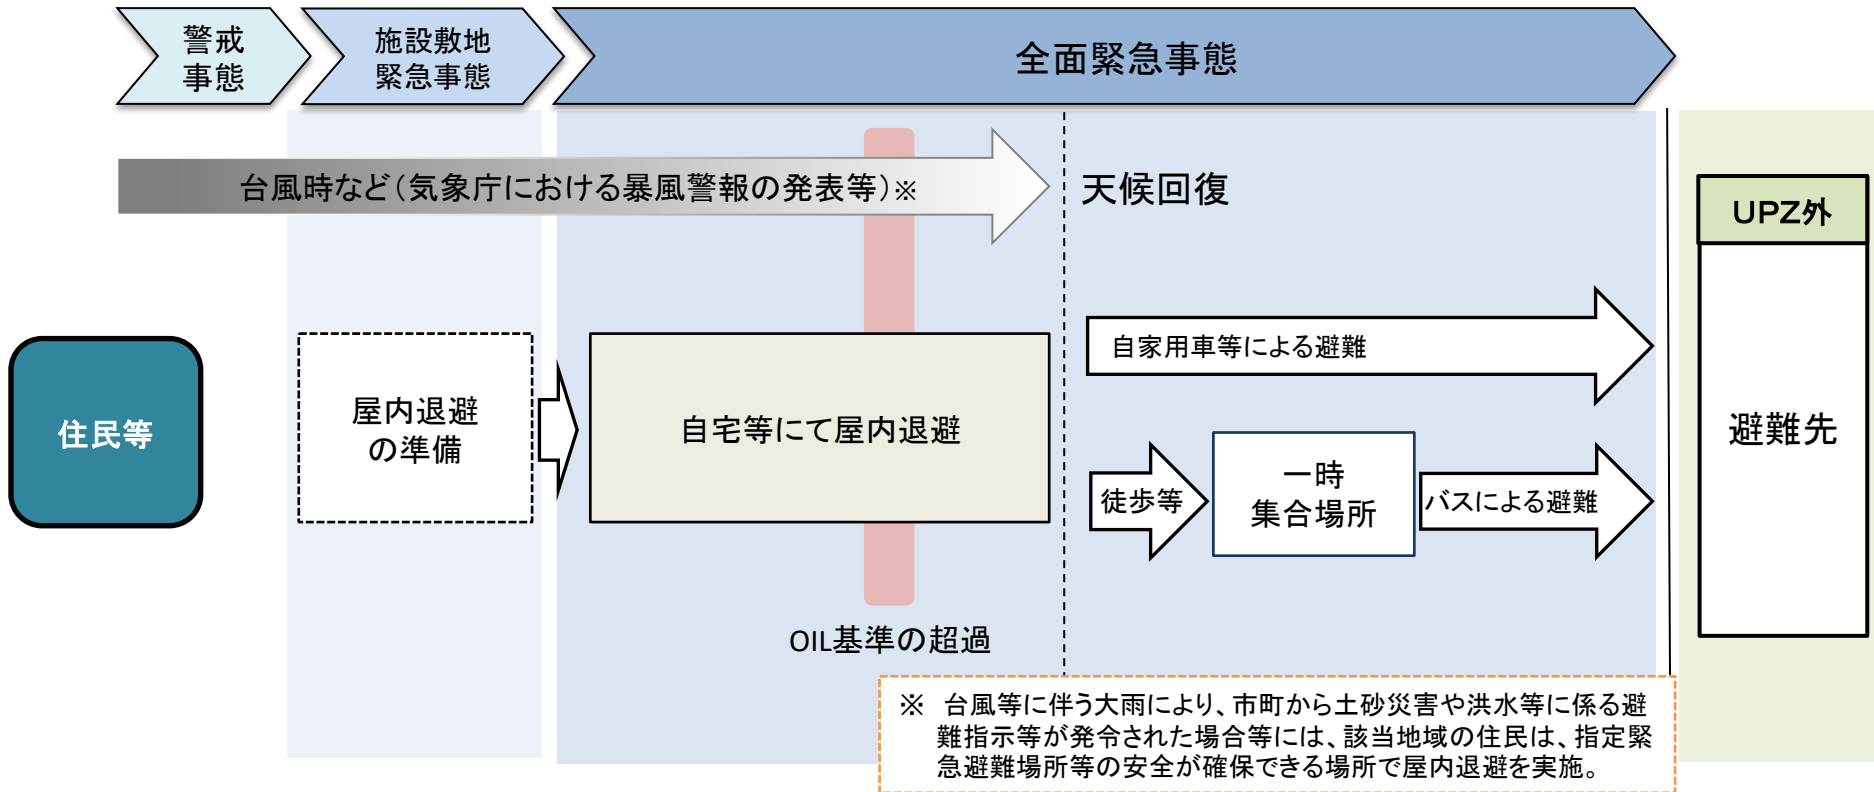 警戒
事態
施設敷地
緊急事態
全面緊急事態
台風時など(気象庁における暴風警報の発表等)※
天候回復
UPZ外
住民等
屋内退避
の準備
自宅等にて屋内退避
自家用車等による避難
徒歩等
一時
集合場所
バスによる避難
避難先
OIL基準の超過
※ 台風等に伴う大雨により、市町から土砂災害や洪水等に係る避
難指示等が発令された場合等には、該当地域の住民は、指定緊
急避難場所等の安全が確保できる場所で屋内退避を実施。